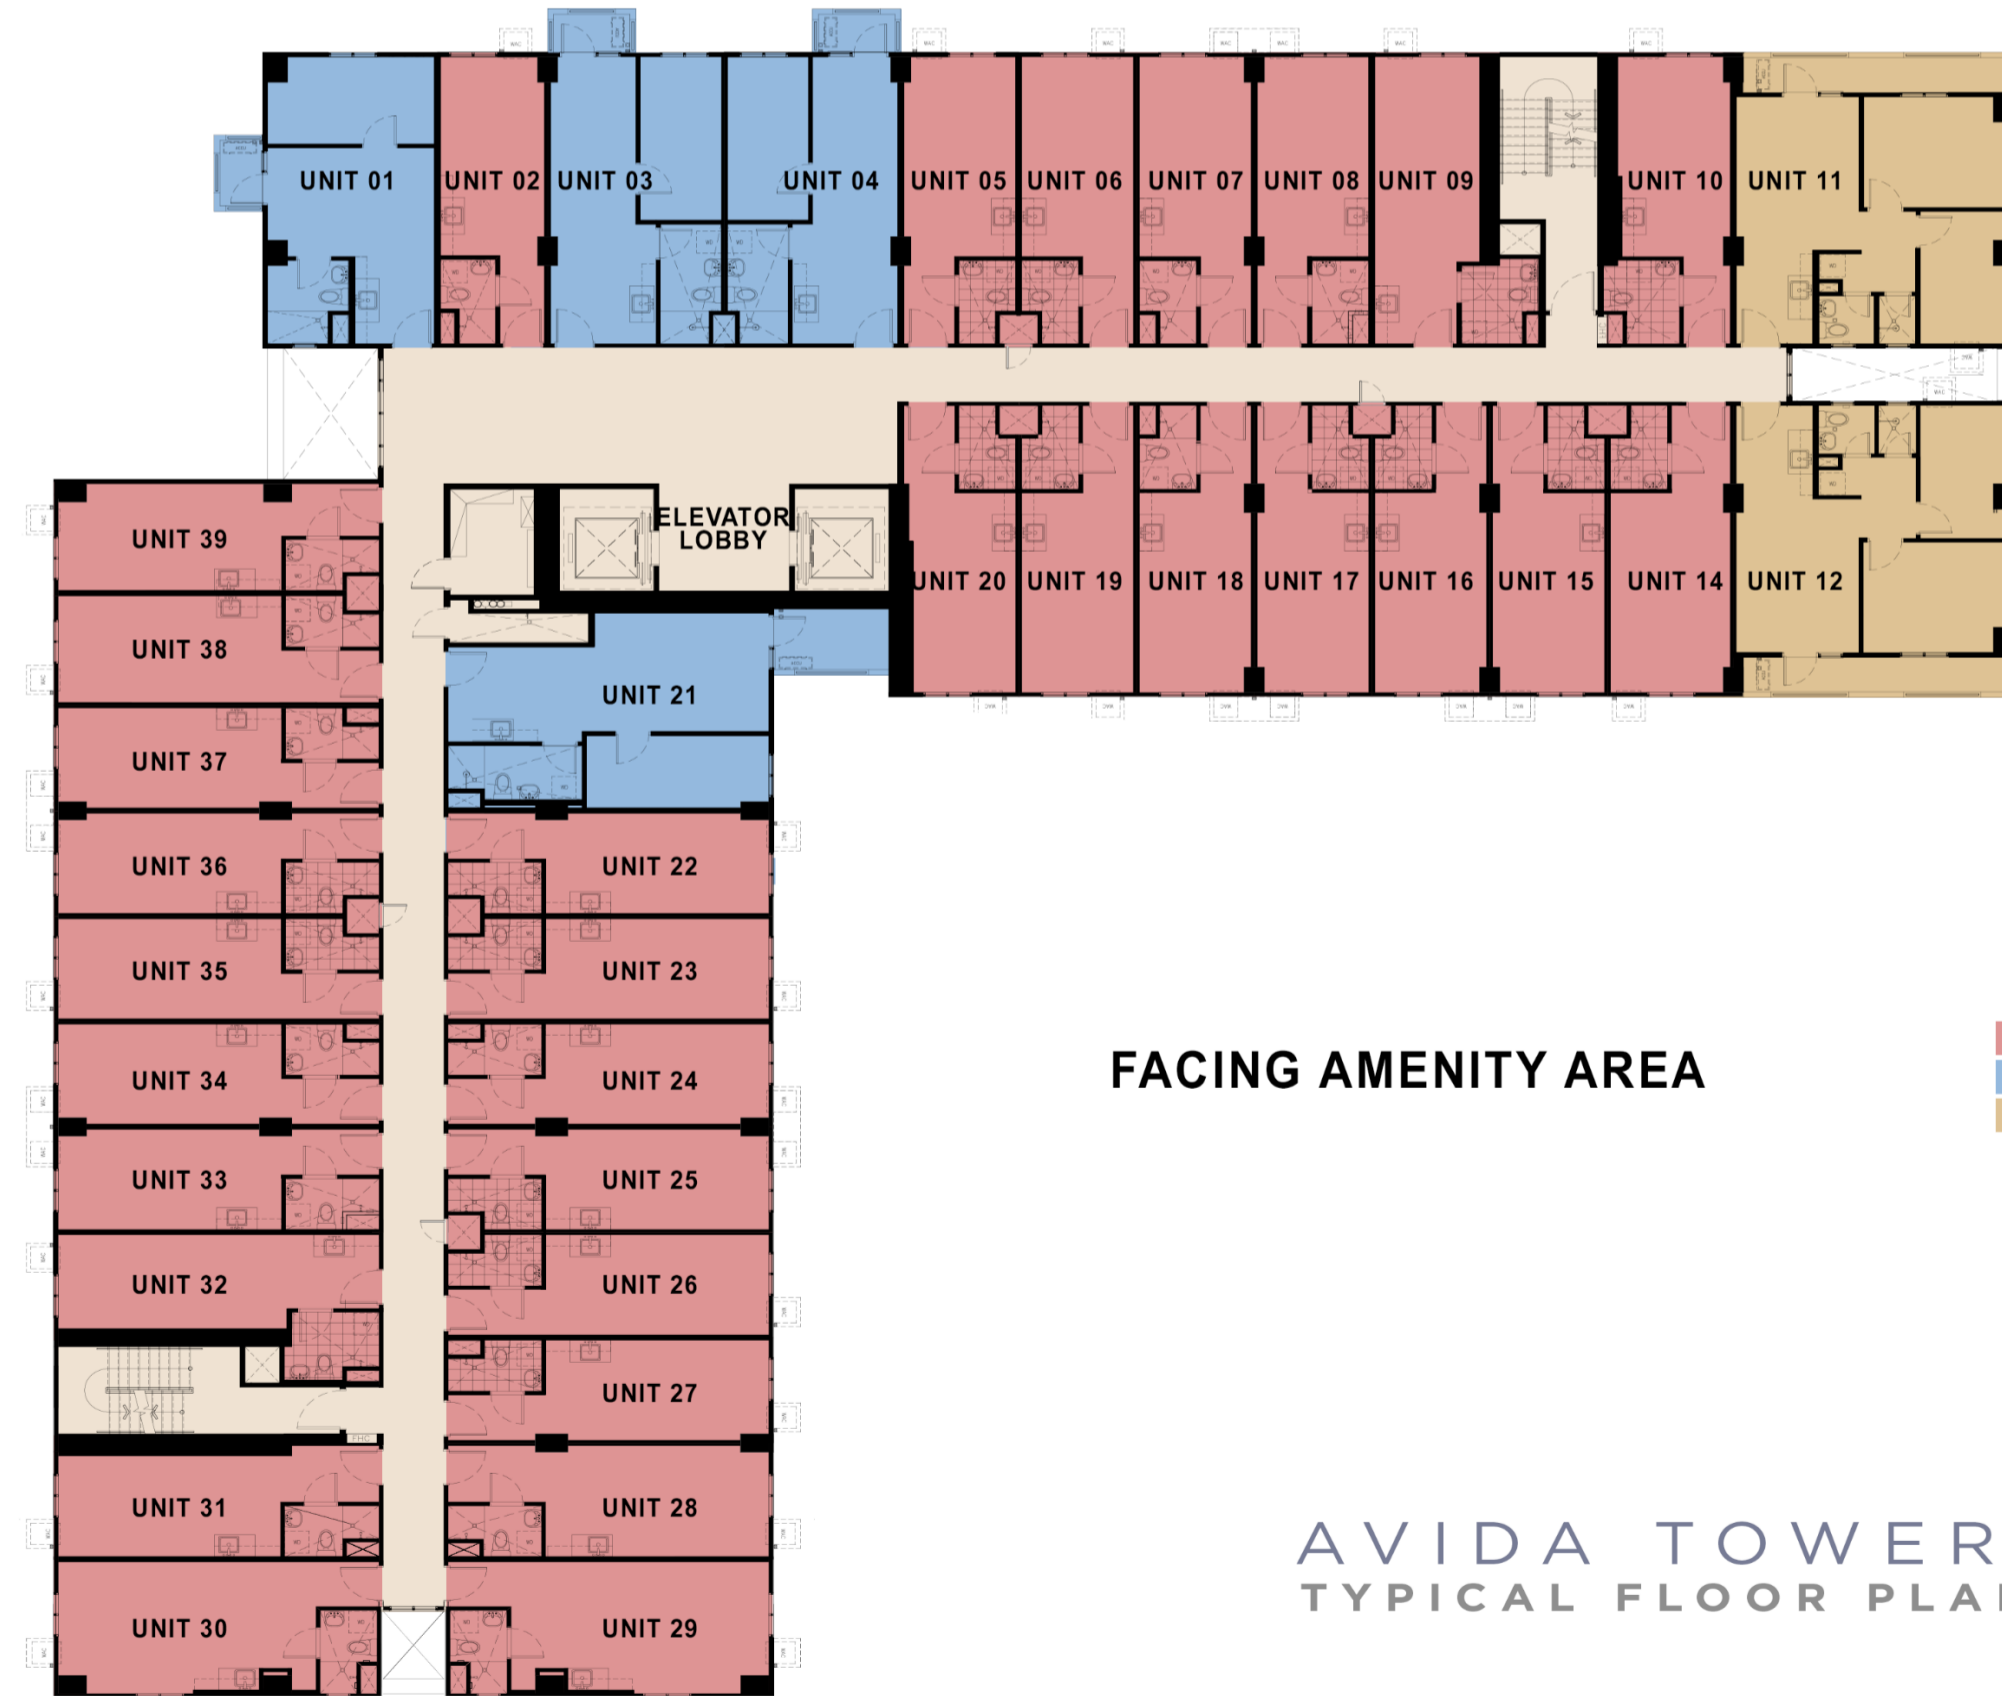 UNIT 01
UNIT 02
UNIT 03
UNIT 04
UNIT 05
UNIT 06
UNIT 07
UNIT 08
UNIT 09
UNIT 10
UNIT 11
ELEVATOR
LOBBY
UNIT 20
UNIT 19
UNIT 18
UNIT 17
UNIT 16
UNIT 15
UNIT 14
UNIT 12
UNIT 39
UNIT 38
UNIT 37
UNIT 36
UNIT 35
UNIT 34
UNIT 33
UNIT 32
FHC
UNIT 31
UNIT 30
UNIT 21
UNIT 22
UNIT 23
UNIT 24
UNIT 25
UNIT 26
UNIT 27
UNIT 28
UNIT 29
FACING AMENITY AREA
AVIDA TOWER
TYPICAL FLOOR PLA